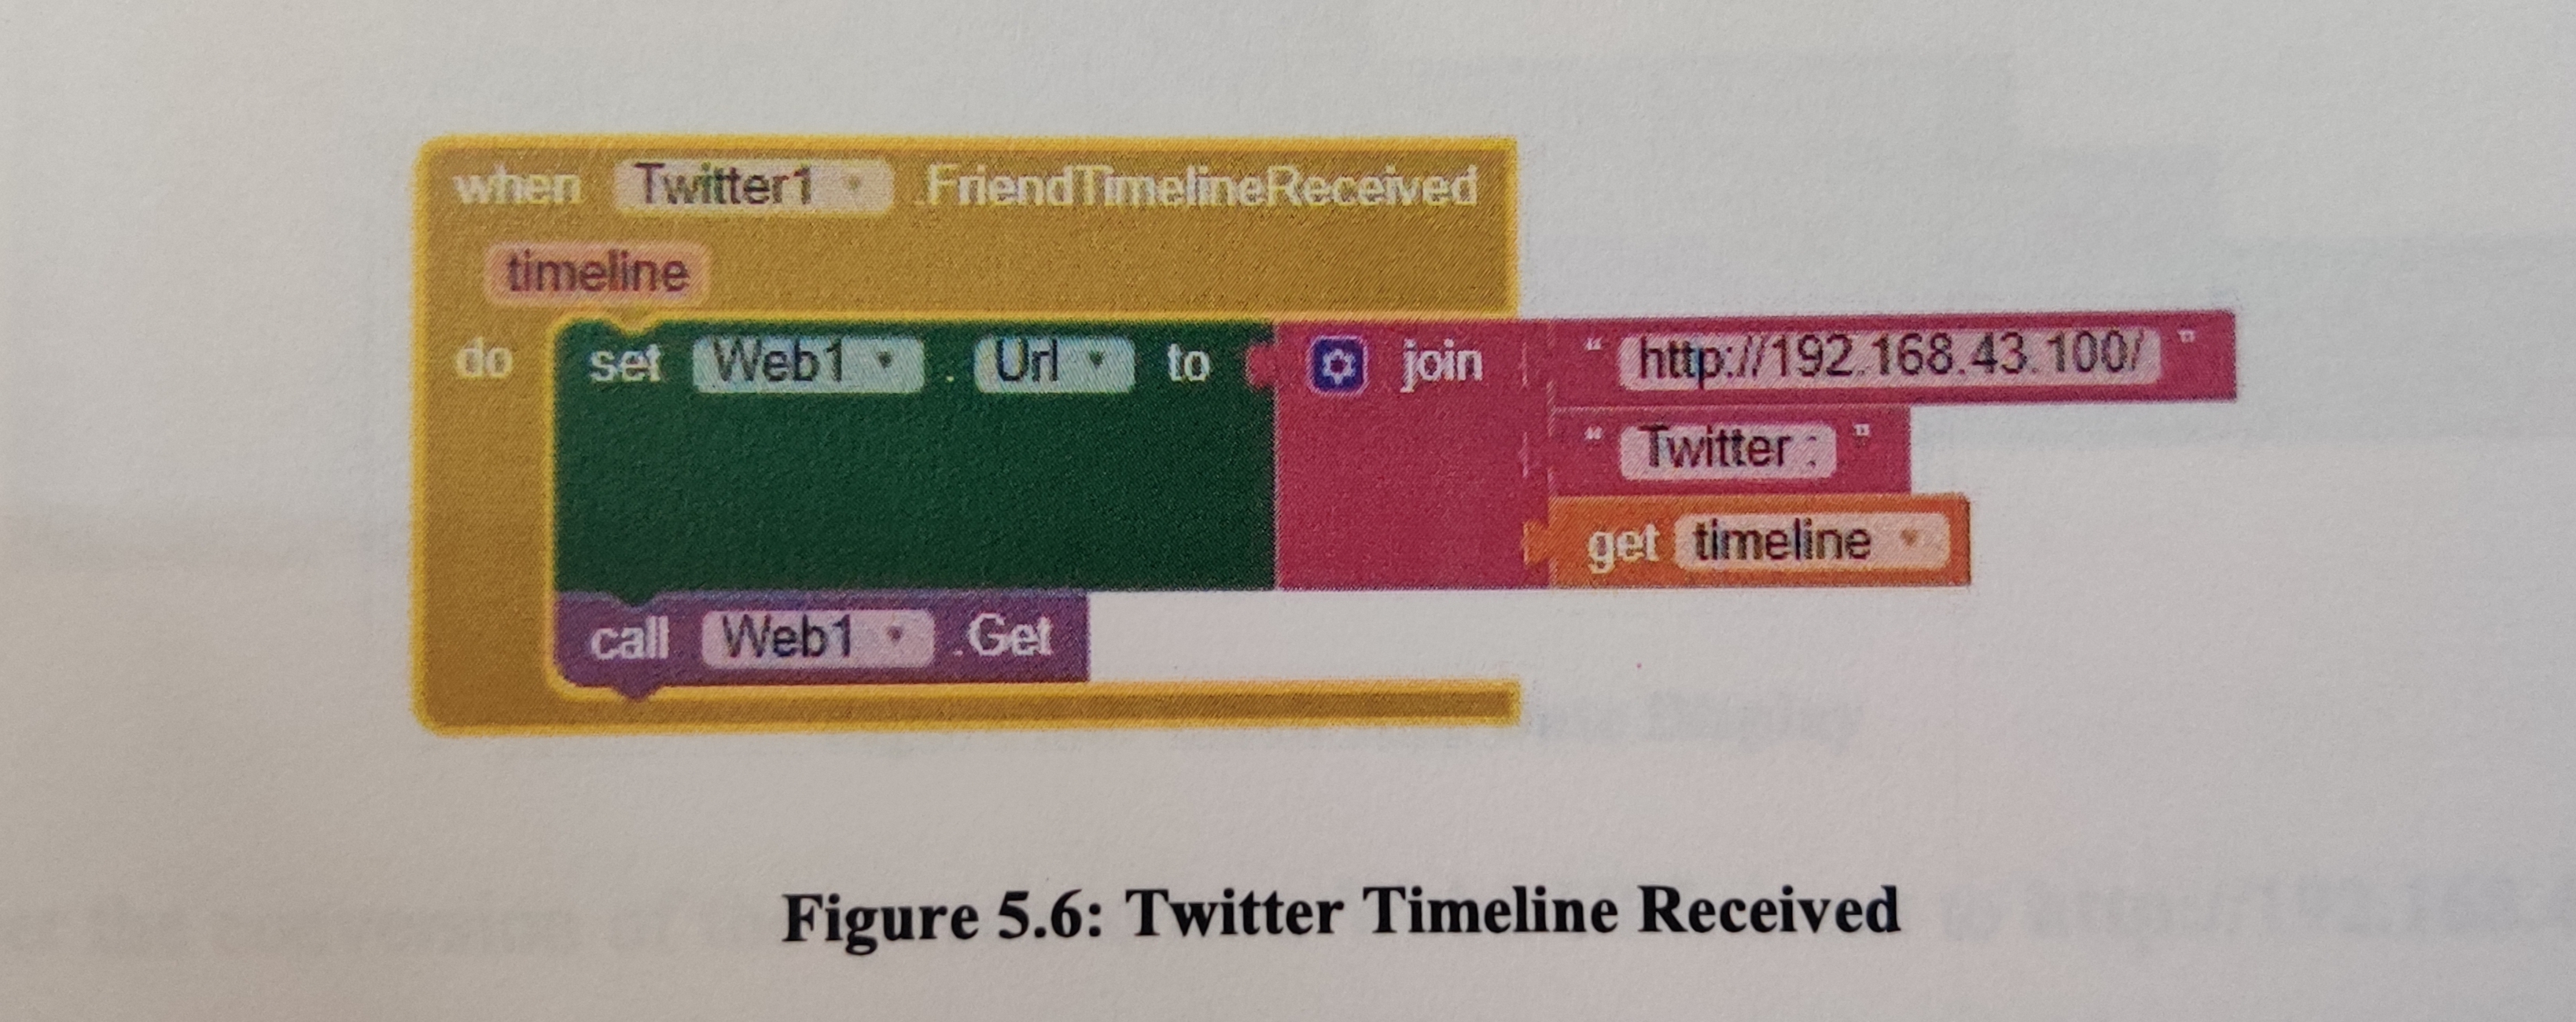 when Twitter1 .FriendTimelineReceived
timeline
do set Web1 . Url to join “ http://192.168.43.100/ ”
“ Twitter : ”
get timeline
call Web1 .Get
Figure 5.6: Twitter Timeline Received